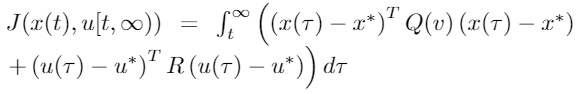 J(x(t), u[t, ∞)) = ∫_t^∞ ((x(τ) − x*)^T Q(v) (x(τ) − x*)
+ (u(τ) − u*)^T R (u(τ) − u*)) dτ